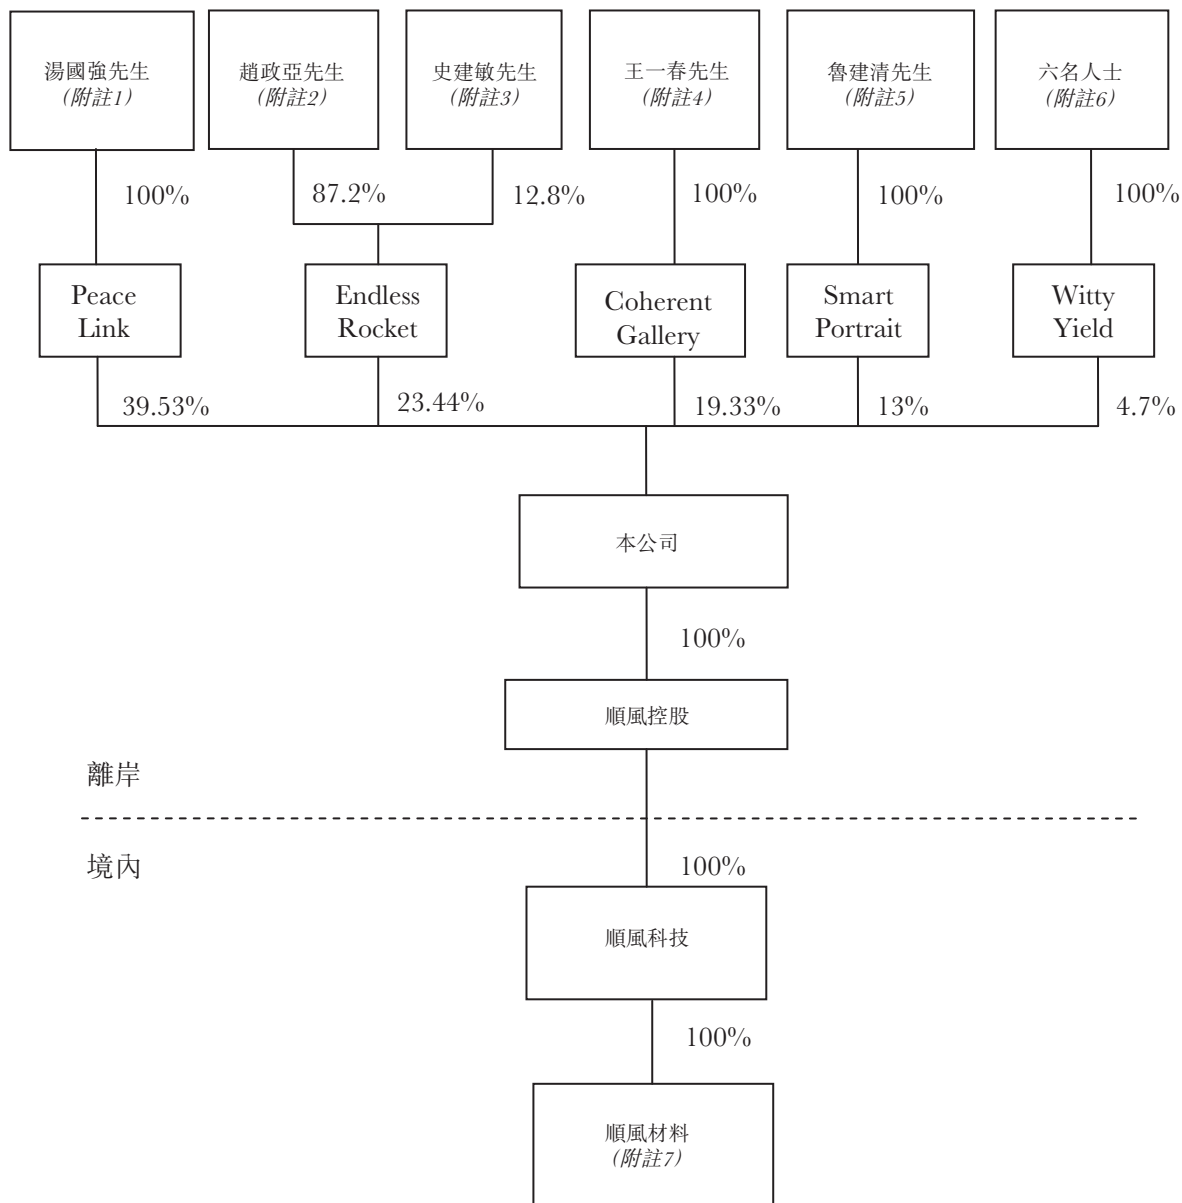 湯國強先生
(附註1)
趙政亞先生
(附註2)
史建敏先生
(附註3)
王一春先生
(附註4)
魯建清先生
(附註5)
六名人士
(附註6)
100%
87.2%
12.8%
100%
100%
100%
Peace
Link
Endless
Rocket
Coherent
Gallery
Smart
Portrait
Witty
Yield
39.53%
23.44%
19.33%
13%
4.7%
本公司
100%
順風控股
離岸
境內
100%
順風科技
100%
順風材料
(附註7)